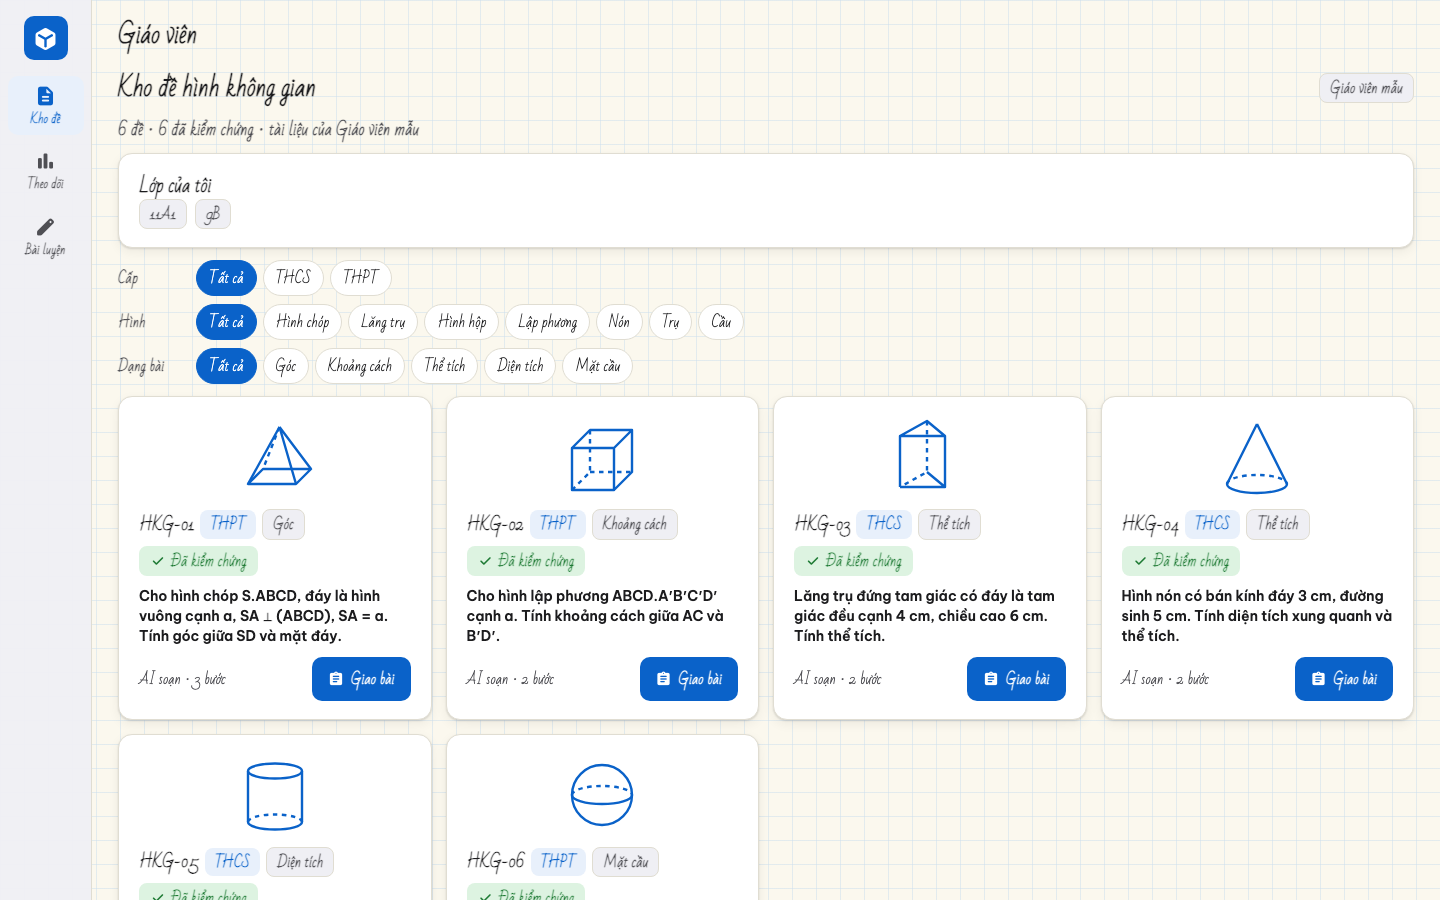 Giáo viên
Kho đề hình không gian
Giáo viên mẫu
6 đề · 6 đã kiểm chứng · tài liệu của Giáo viên mẫu
Kho đề
Theo dõi
Bài luyện
Lớp của tôi
11A1 9B
Cấp Tất cả THCS THPT
Hình Tất cả Hình chóp Lăng trụ Hình hộp Lập phương Nón Trụ Cầu
Dạng bài Tất cả Góc Khoảng cách Thể tích Diện tích Mặt cầu
HKG-01 THPT Góc
Đã kiểm chứng
Cho hình chóp S.ABCD, đáy là hình
vuông cạnh a, SA ⊥ (ABCD), SA = a.
Tính góc giữa SD và mặt đáy.
AI soạn · 3 bước Giao bài
HKG-02 THPT Khoảng cách
Đã kiểm chứng
Cho hình lập phương ABCD.A′B′C′D′
cạnh a. Tính khoảng cách giữa AC và
B′D′.
AI soạn · 2 bước Giao bài
HKG-03 THCS Thể tích
Đã kiểm chứng
Lăng trụ đứng tam giác có đáy là tam
giác đều cạnh 4 cm, chiều cao 6 cm.
Tính thể tích.
AI soạn · 2 bước Giao bài
HKG-04 THCS Thể tích
Đã kiểm chứng
Hình nón có bán kính đáy 3 cm, đường
sinh 5 cm. Tính diện tích xung quanh và
thể tích.
AI soạn · 2 bước Giao bài
HKG-05 THCS Diện tích
Đã kiểm chứng
HKG-06 THPT Mặt cầu
Đã kiểm chứng